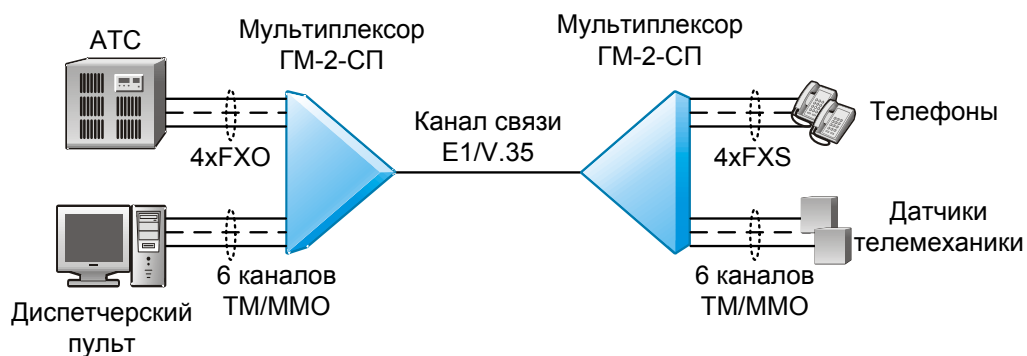 АТС
Мультиплексор
ГМ-2-СП
4xFXO
Диспетчерский
пульт
6 каналов
ТМ/ММО
Канал связи
E1/V.35
Мультиплексор
ГМ-2-СП
4xFXS
Телефоны
6 каналов
ТМ/ММО
Датчики
телемеханики